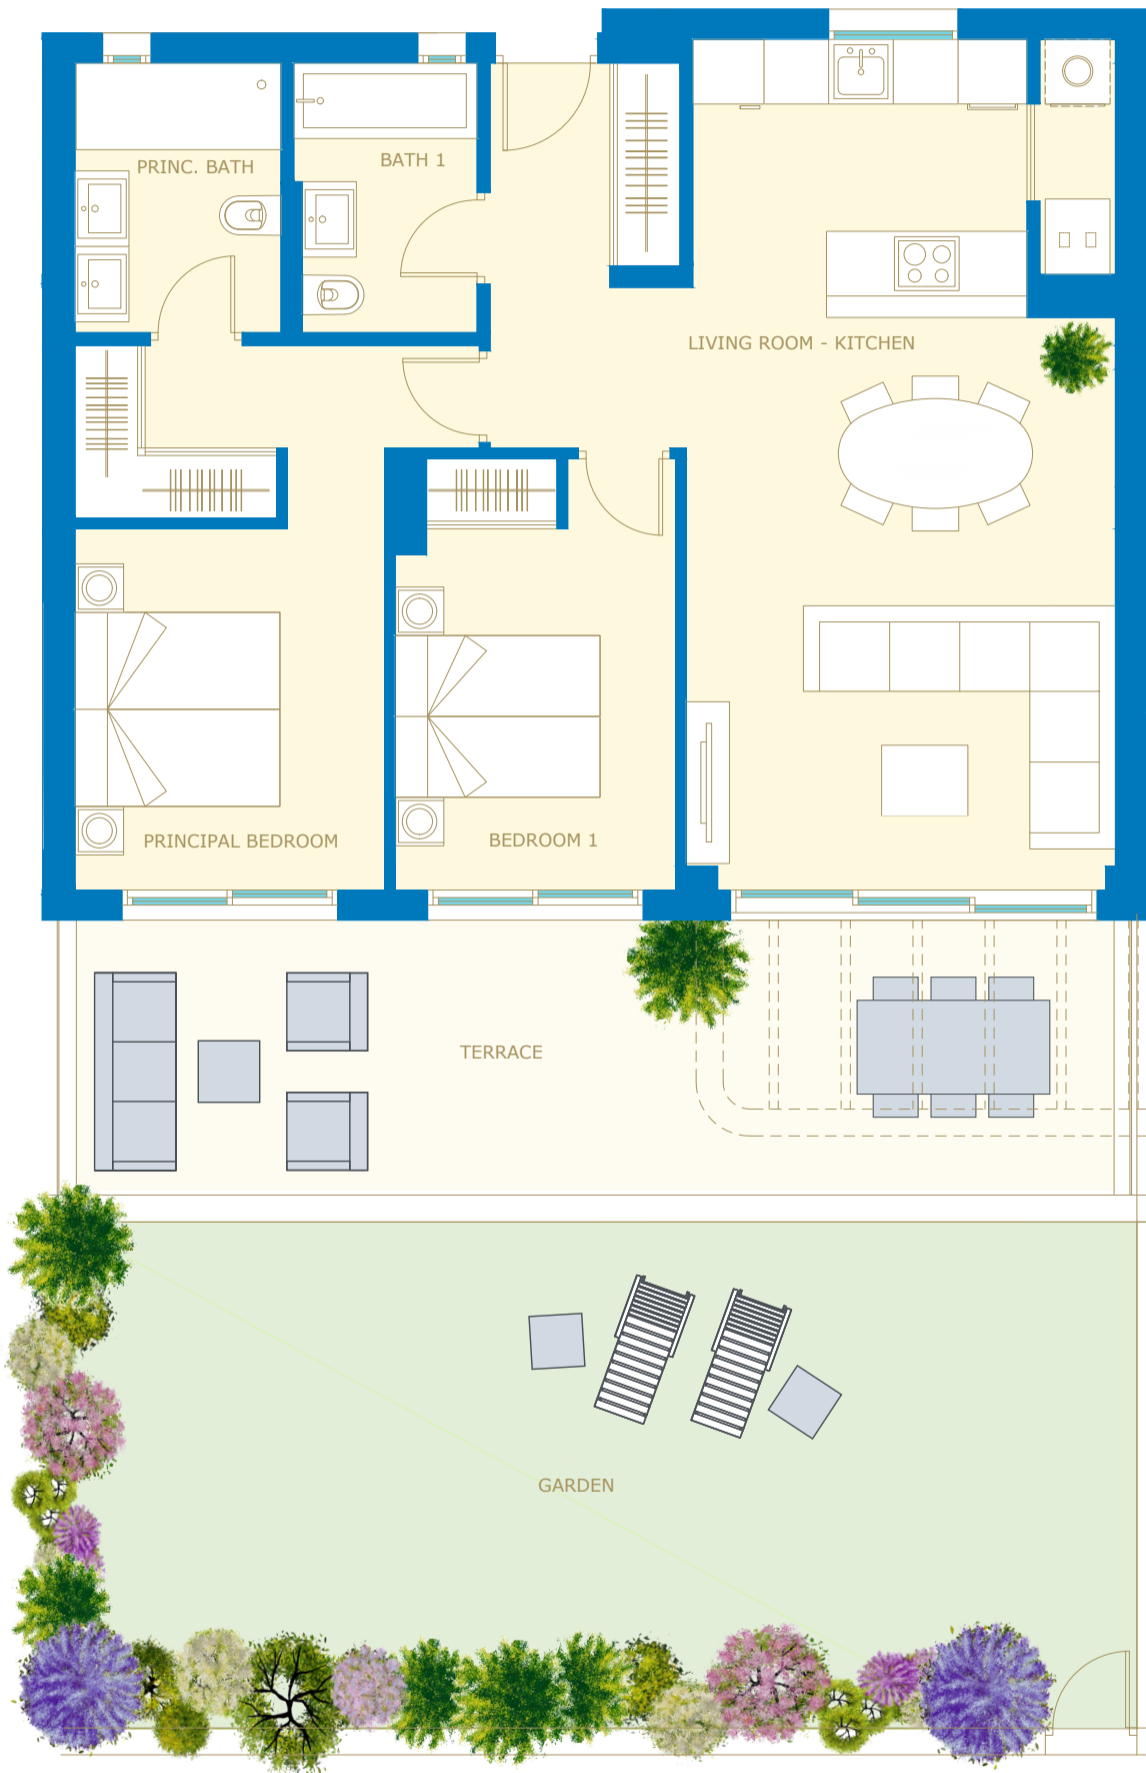 PRINC. BATH
BATH 1
LIVING ROOM - KITCHEN
PRINCIPAL BEDROOM
BEDROOM 1
TERRACE
GARDEN